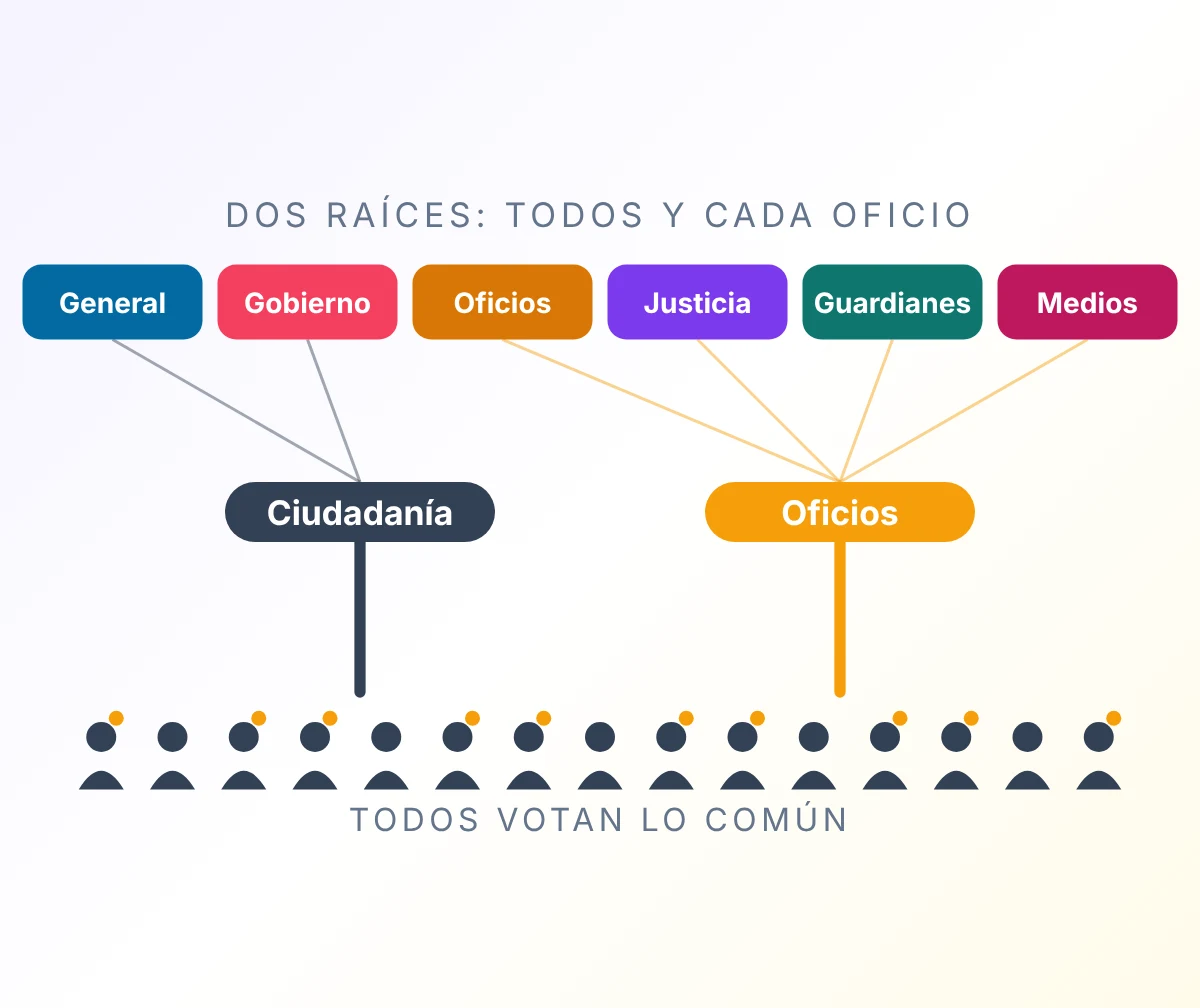 DOS RAÍCES: TODOS Y CADA OFICIO
General Gobierno Oficios Justicia Guardianes Medios
Ciudadanía Oficios
TODOS VOTAN LO COMÚN